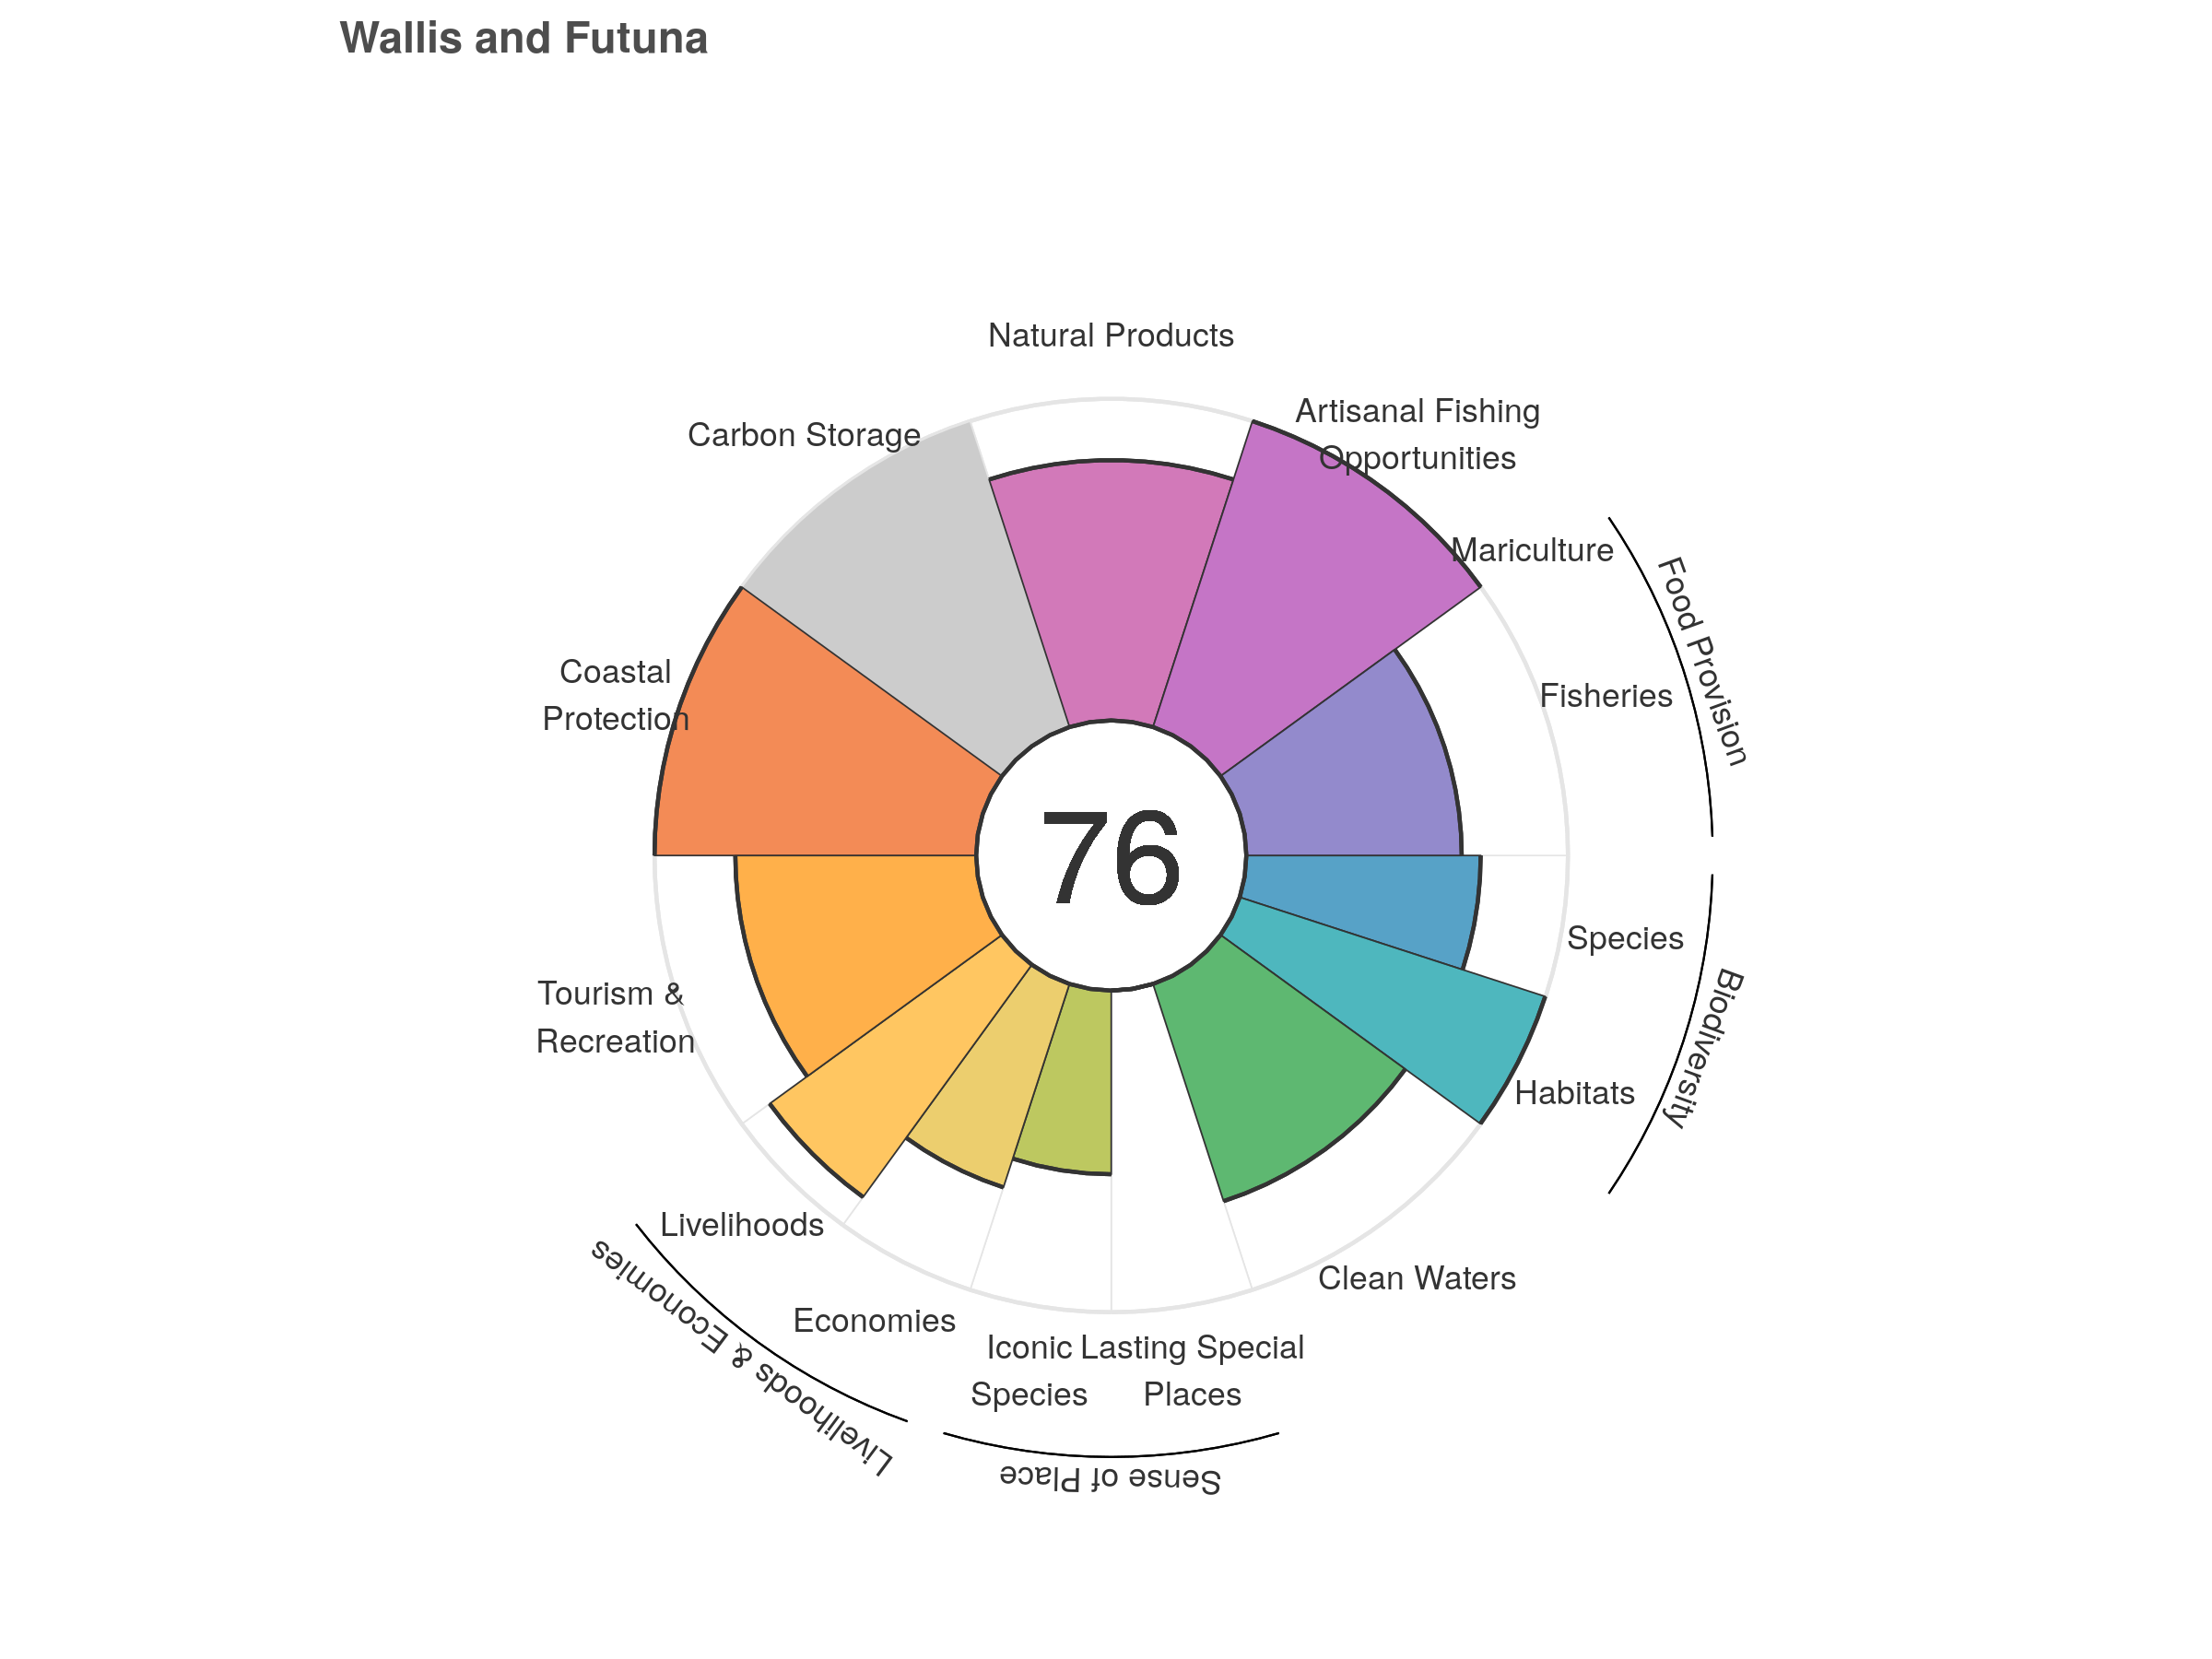 Wallis and Futuna
Natural Products
Artisanal Fishing
Opportunities
Carbon Storage
Mariculture
Food Provision
Fisheries
Coastal
Protection
76
Species
Biodiversity
Habitats
Tourism &
Recreation
Clean Waters
Livelihoods
Livelihoods & Economies
Economies
Iconic
Species
Lasting Special
Places
Sense of Place